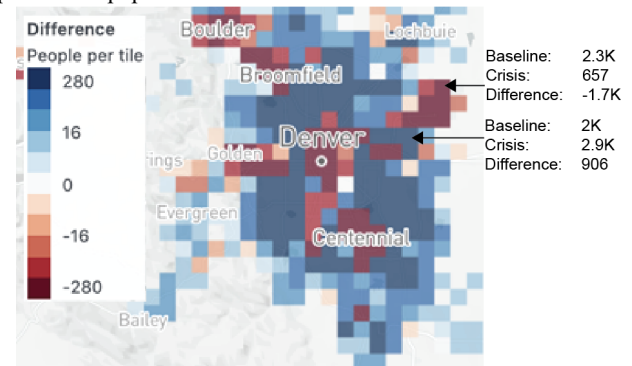 Difference
People per tile
280
16
0
-16
-280
Boulder
Lochbuie
Broomfield
Denver
Golden
rings
Evergreen
Centennial
Bailey
Baseline: 2.3K
Crisis: 657
Difference: -1.7K
Baseline: 2K
Crisis: 2.9K
Difference: 906